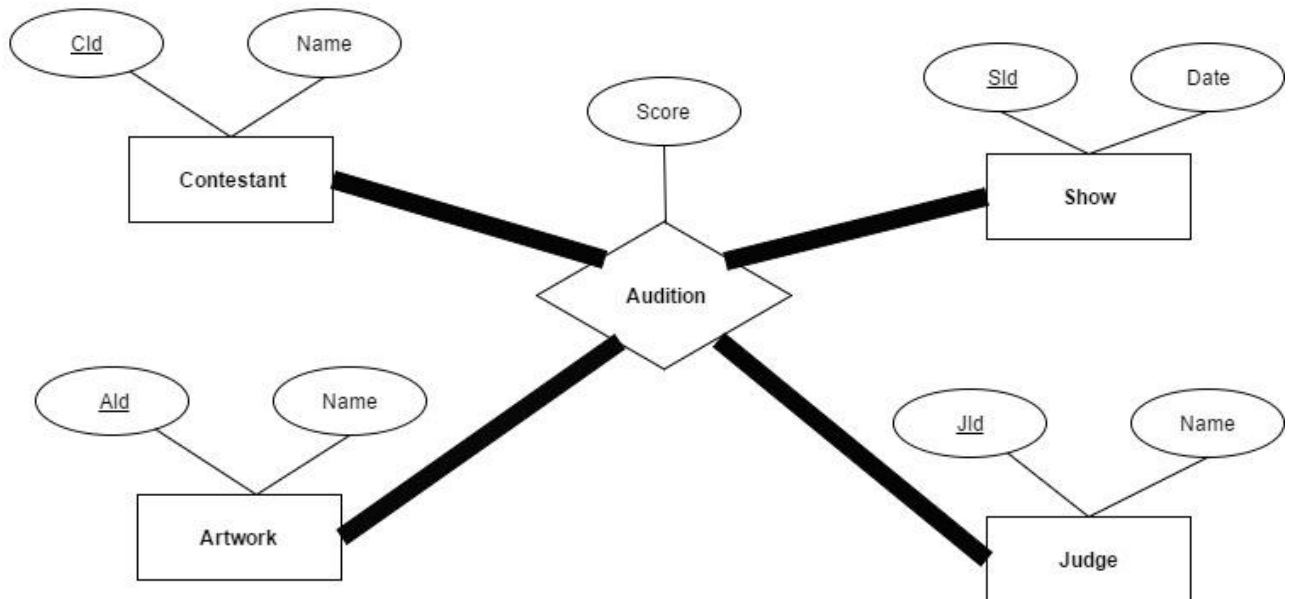 CId
Name
Score
SId
Date
Contestant
Show
Audition
AId
Name
JId
Name
Artwork
Judge